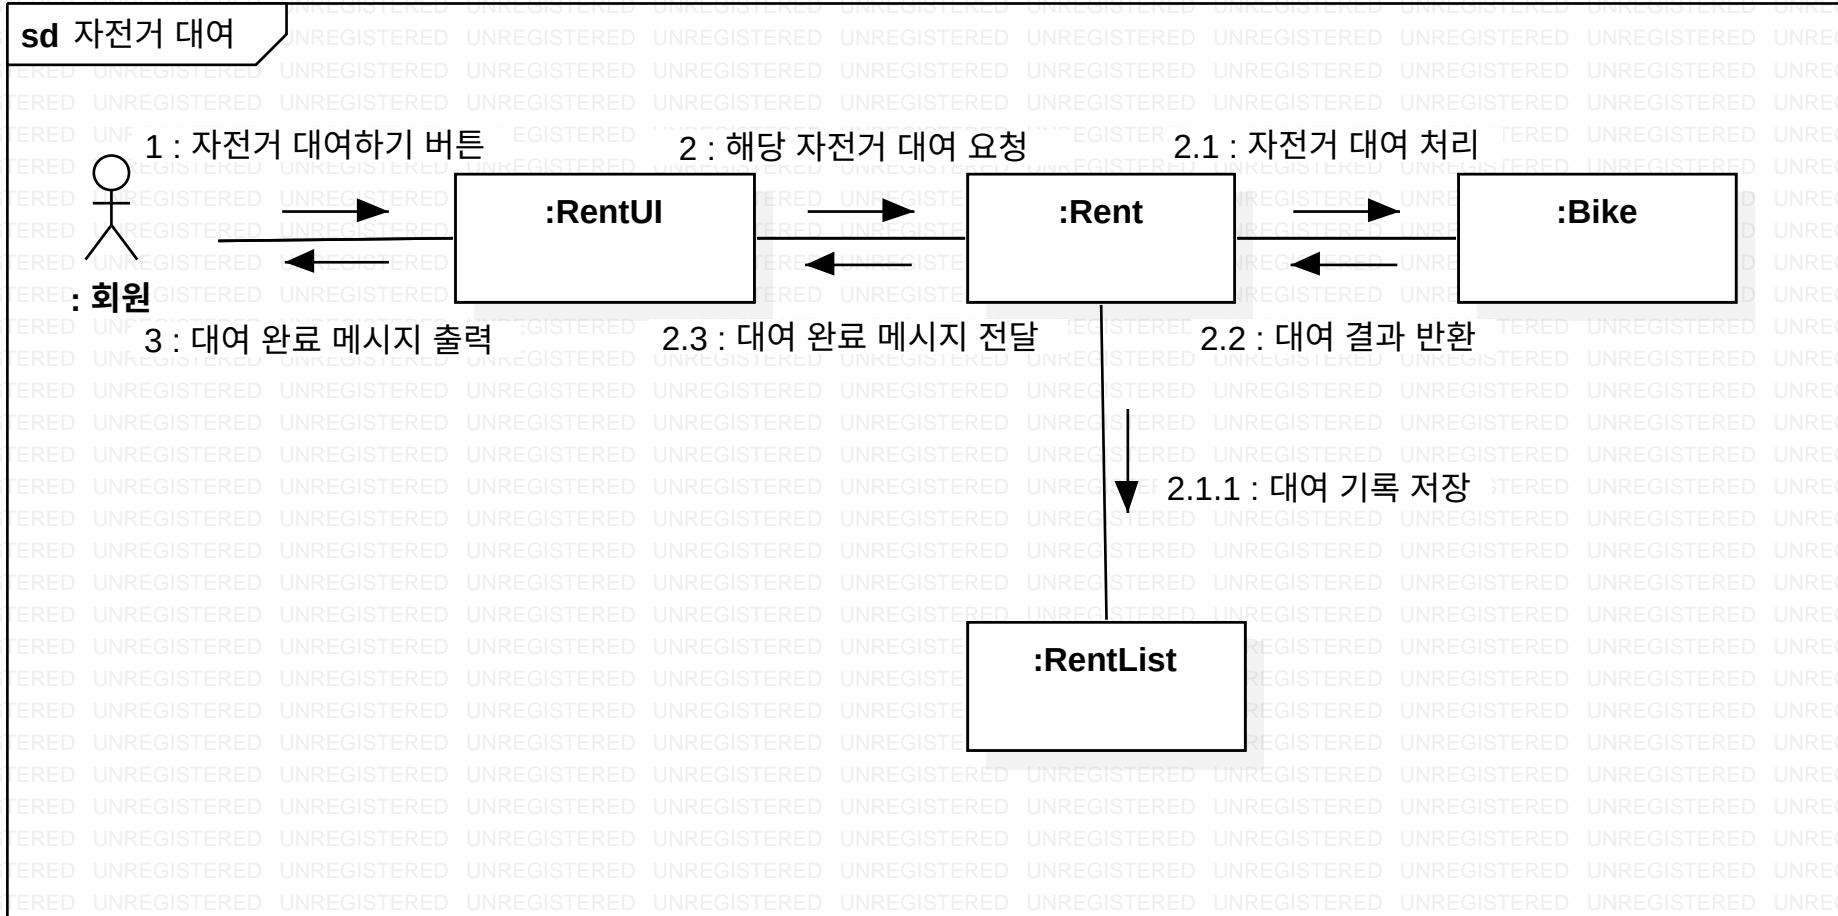 sd 자전거 대여
1 : 자전거 대여하기 버튼
2 : 해당 자전거 대여 요청
2.1 : 자전거 대여 처리
:RentUI
:Rent
:Bike
: 회원
3 : 대여 완료 메시지 출력
2.3 : 대여 완료 메시지 전달
2.2 : 대여 결과 반환
2.1.1 : 대여 기록 저장
:RentList
UNREGISTERED